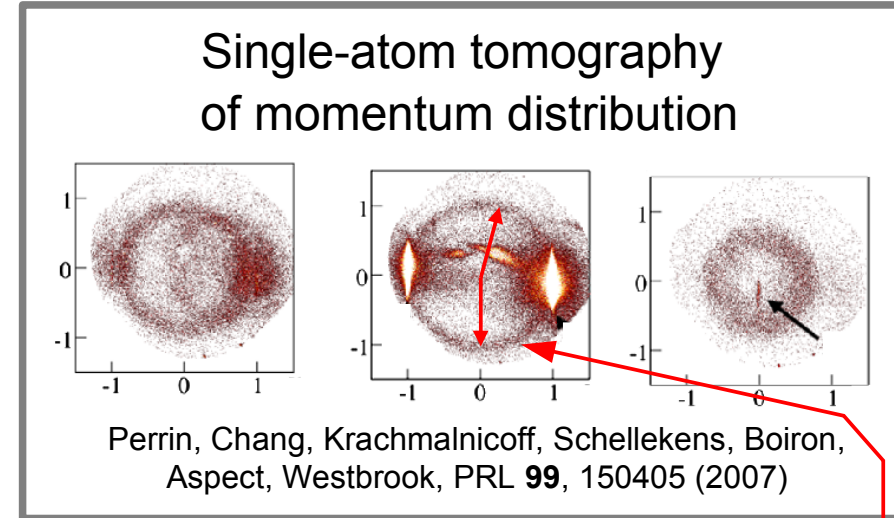 Single-atom tomography
of momentum distribution
1
0
-1
-1 0 1
1
0
-1
-1 0 1
1
0
-1
-1 0 1
Perrin, Chang, Krachmalnicoff, Schellekens, Boiron,
Aspect, Westbrook, PRL 99, 150405 (2007)